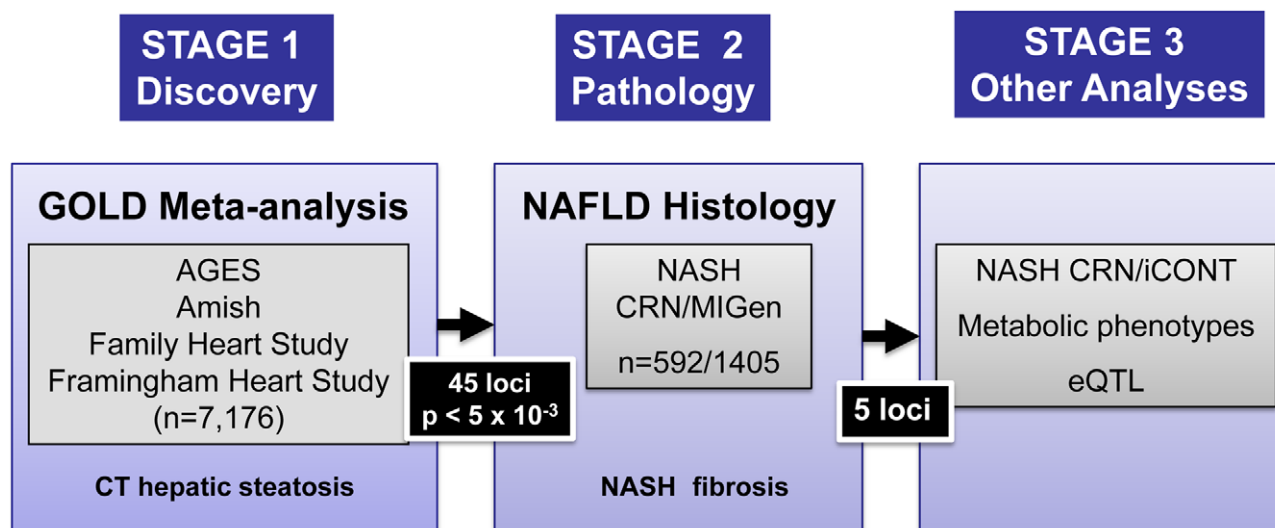 STAGE 1
Discovery
STAGE 2
Pathology
STAGE 3
Other Analyses
GOLD Meta-analysis
AGES
Amish
Family Heart Study
Framingham Heart Study
(n=7,176)
CT hepatic steatosis
45 loci
p < 5 x 10⁻³
NAFLD Histology
NASH
CRN/MIGen
n=592/1405
NASH fibrosis
5 loci
NASH CRN/iCONT
Metabolic phenotypes
eQTL